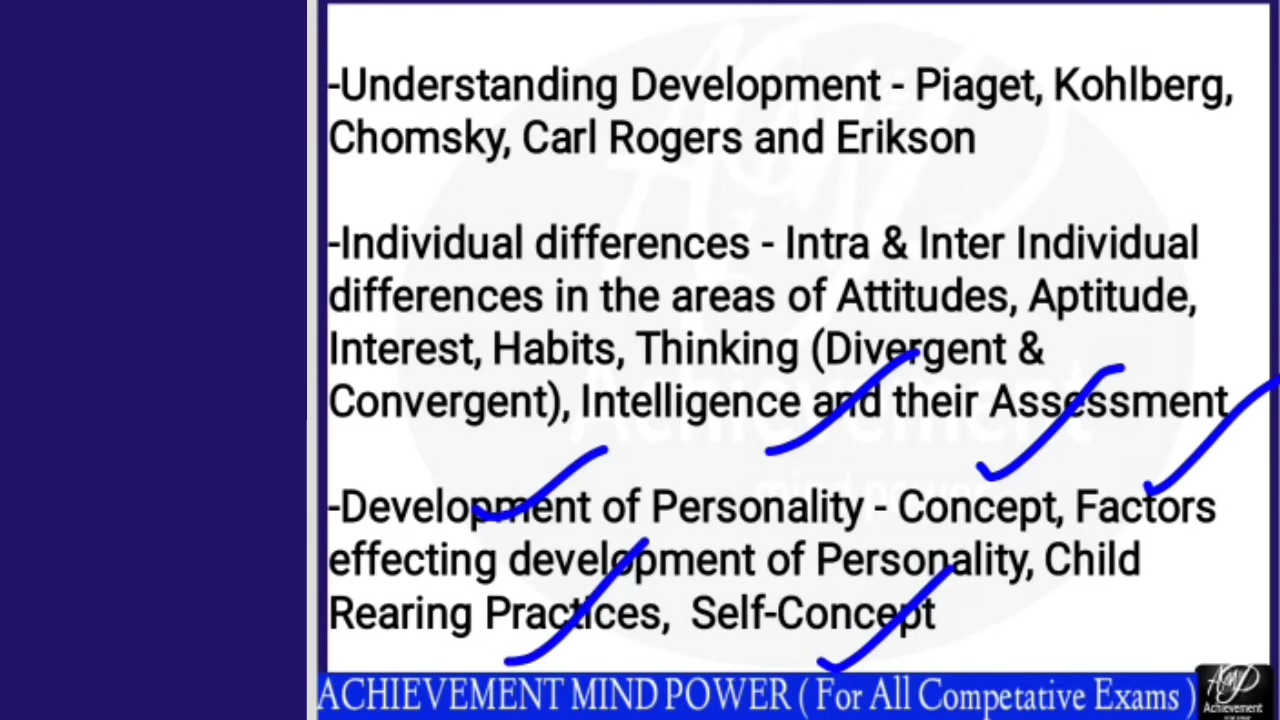 -Understanding Development - Piaget, Kohlberg,
Chomsky, Carl Rogers and Erikson
-Individual differences - Intra & Inter Individual
differences in the areas of Attitudes, Aptitude,
Interest, Habits, Thinking (Divergent &
Convergent), Intelligence and their Assessment
-Development of Personality - Concept, Factors
effecting development of Personality, Child
Rearing Practices, Self-Concept
ACHIEVEMENT MIND POWER ( For All Competative Exams )
AMP
Achievement